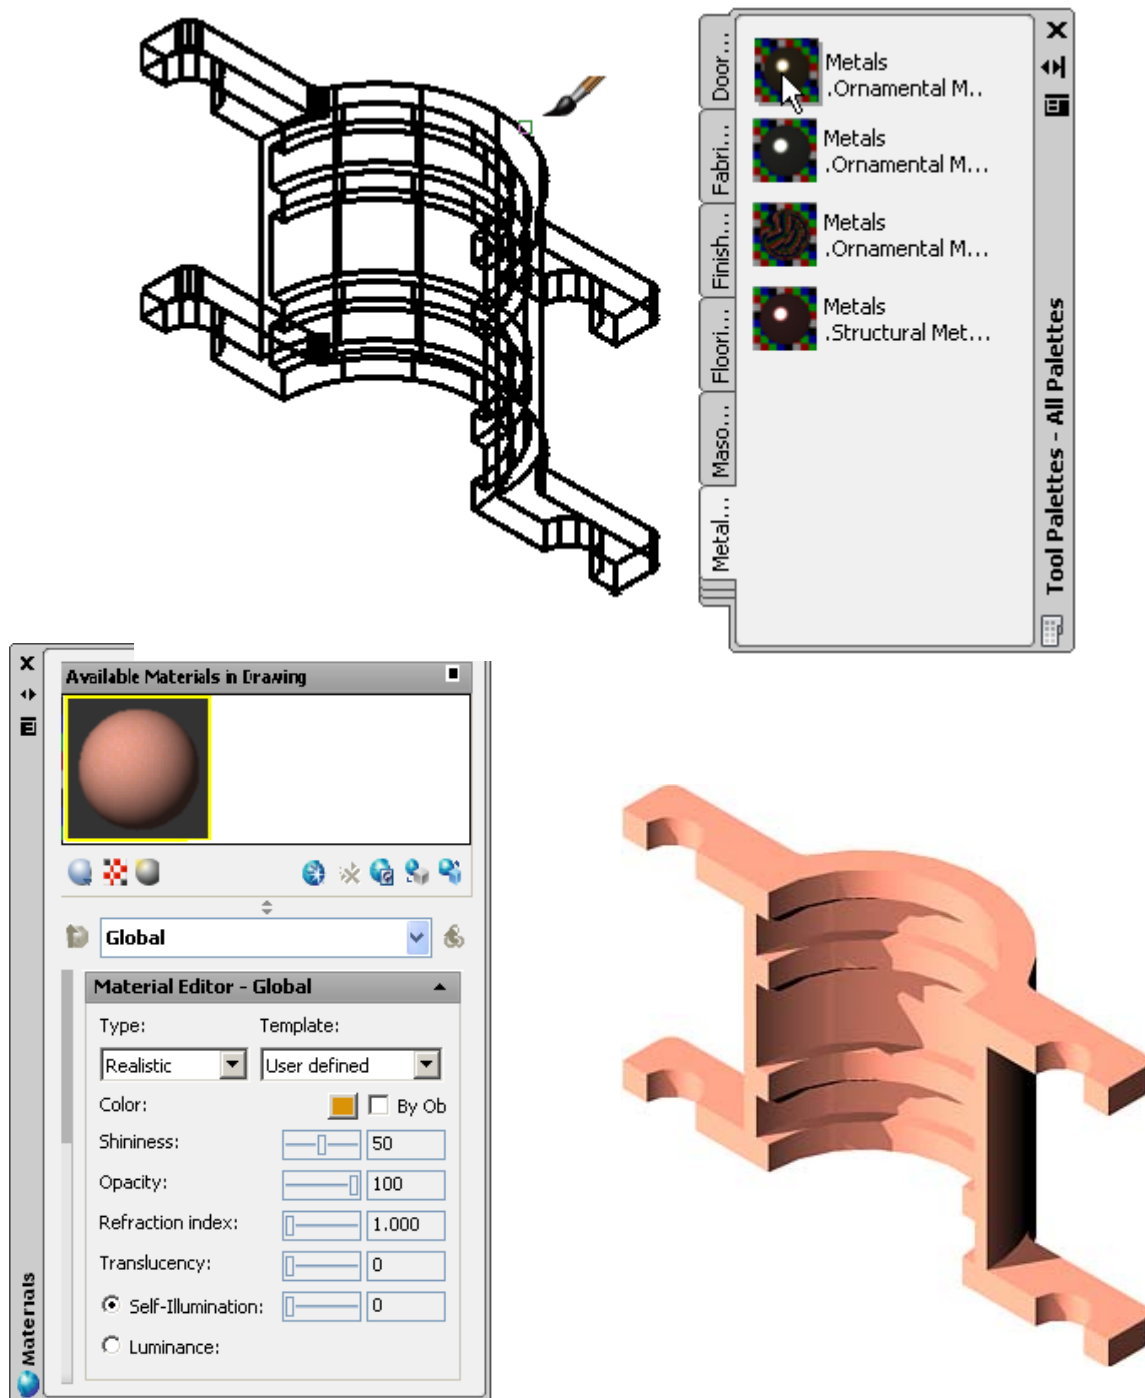 Door...
Fabri...
Finish...
Floori...
Maso...
Metal...
Metals
.Ornamental M..
Metals
.Ornamental M...
Metals
.Ornamental M...
Metals
.Structural Met...
Tool Palettes - All Palettes
Available Materials in Drawing
Global
Material Editor - Global
Type:
Template:
Realistic
User defined
Color:
By Ob
Shininess:
50
Opacity:
100
Refraction index:
1.000
Translucency:
0
Self-Illumination:
0
Luminance:
Materials